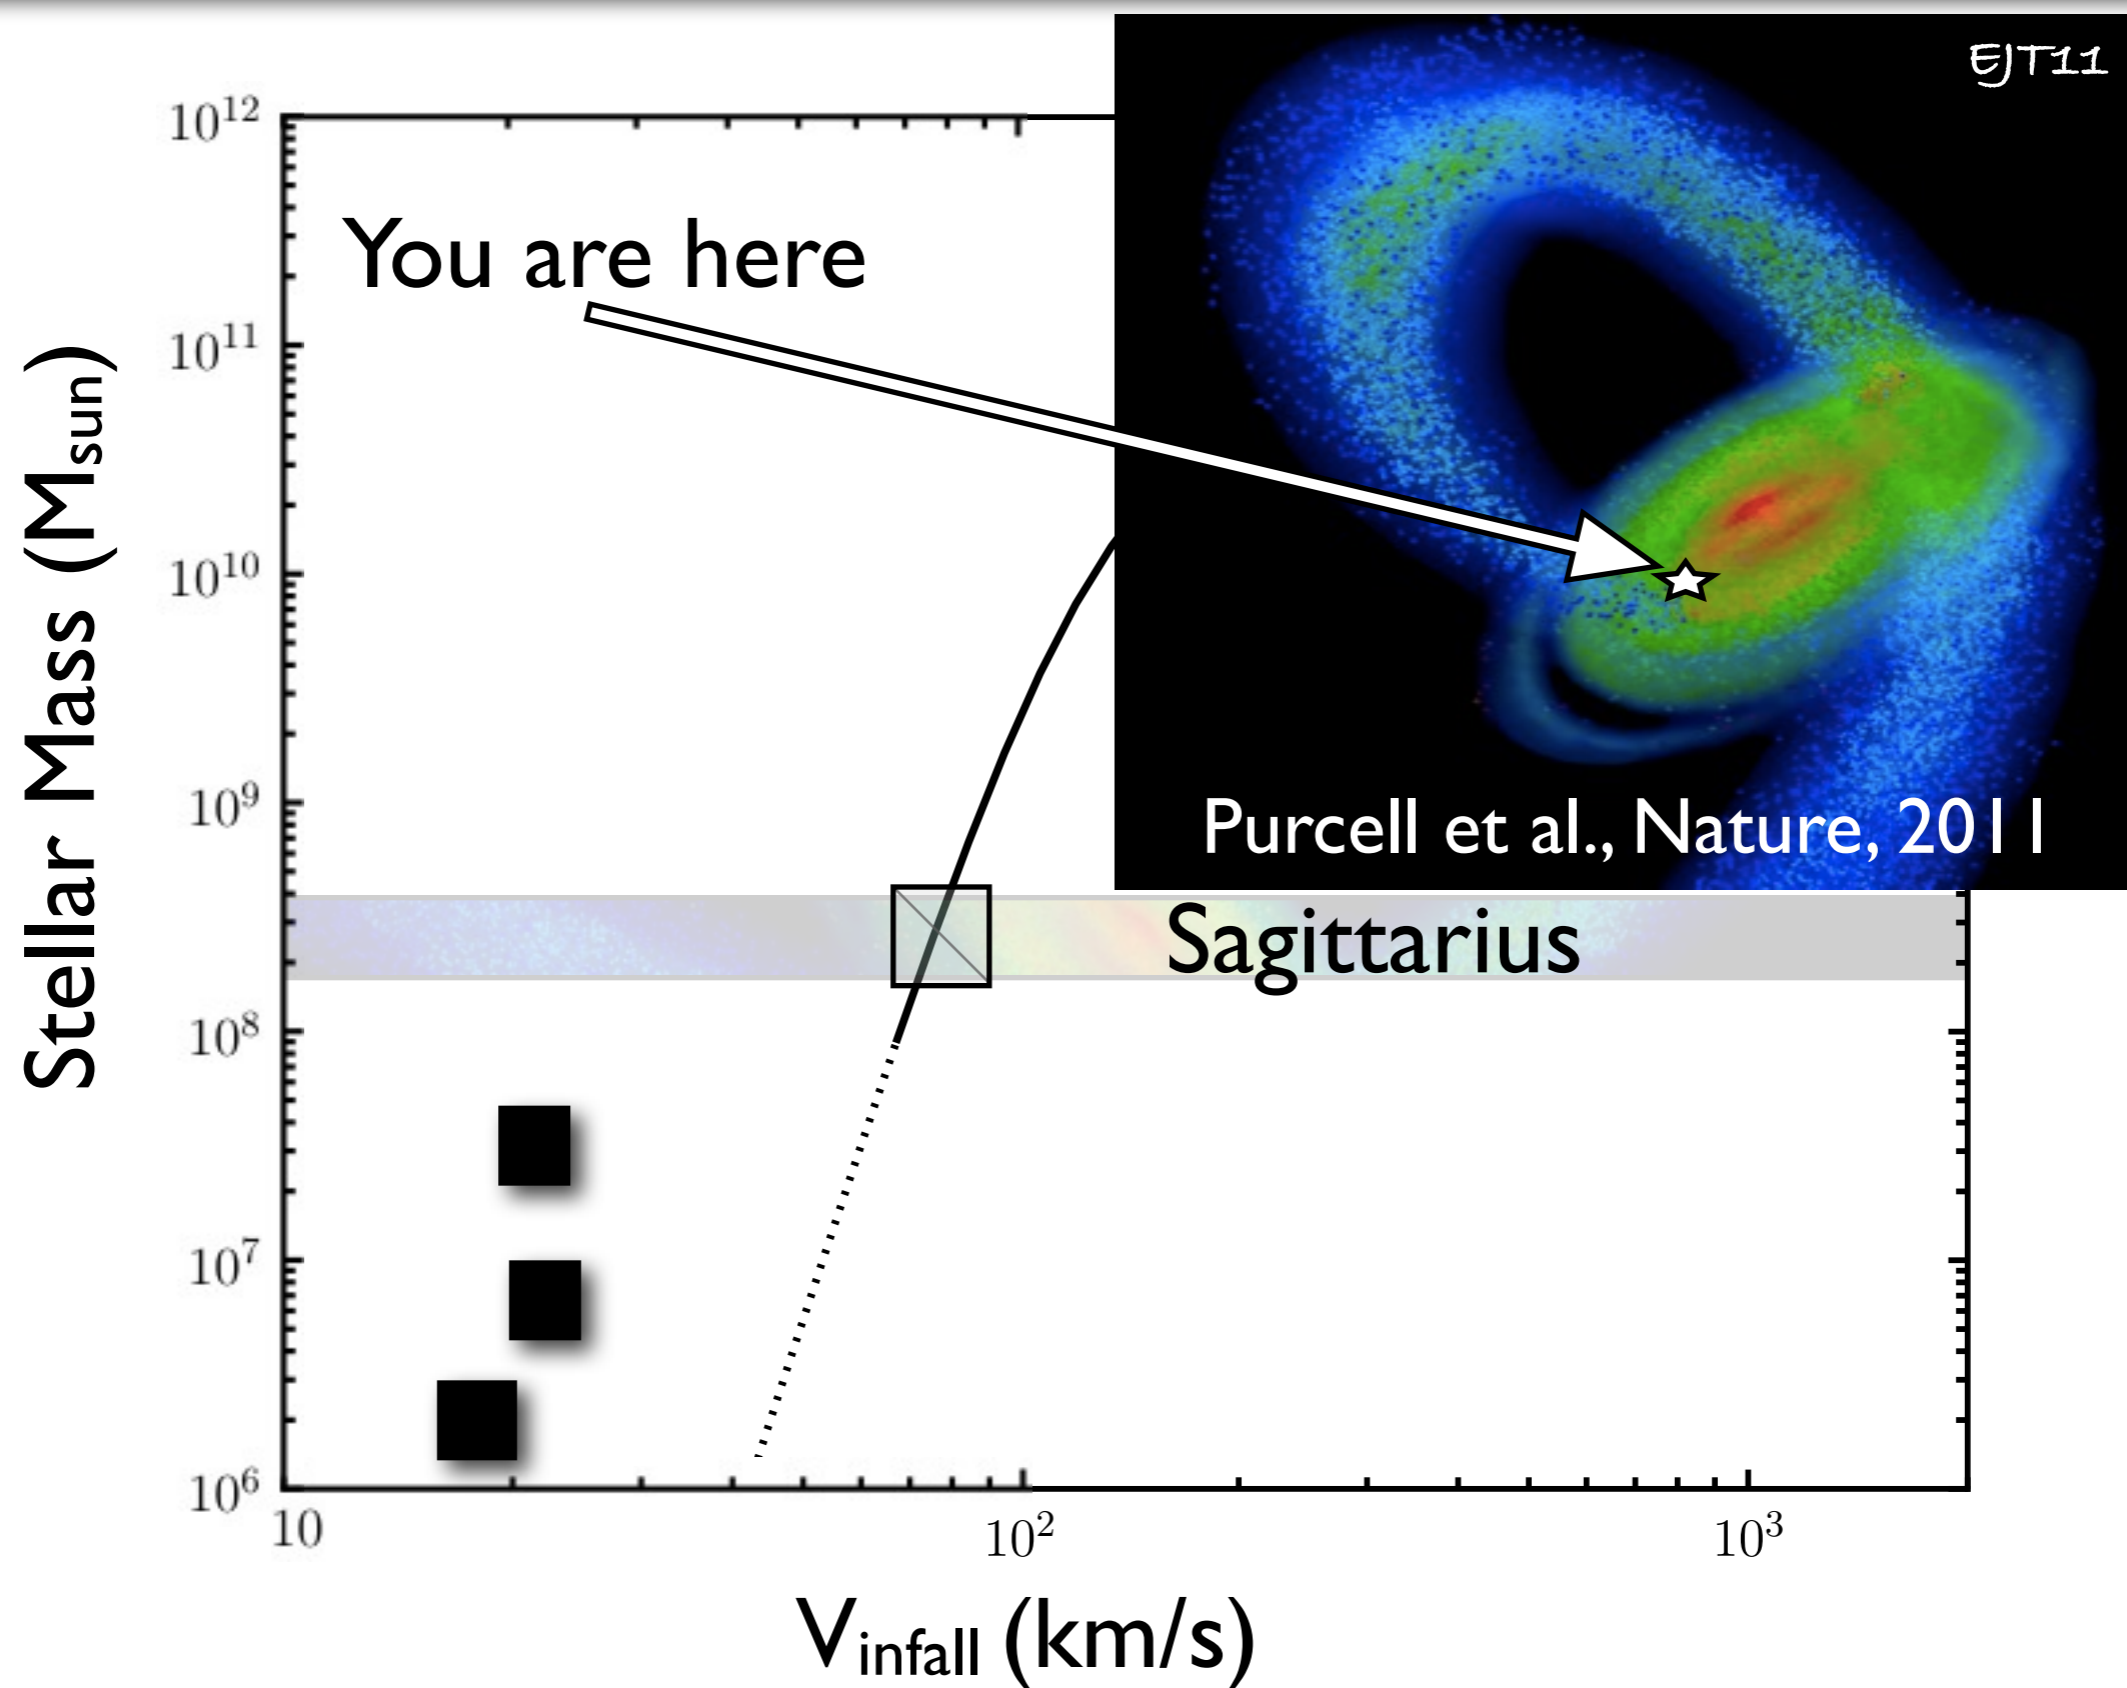 EJT11
10¹²
You are here
10¹¹
10¹⁰
10⁹
10⁸
10⁷
10⁶
Stellar Mass (Mₛᵤₙ)
Purcell et al., Nature, 2011
Sagittarius
10
10²
10³
Vinfall (km/s)